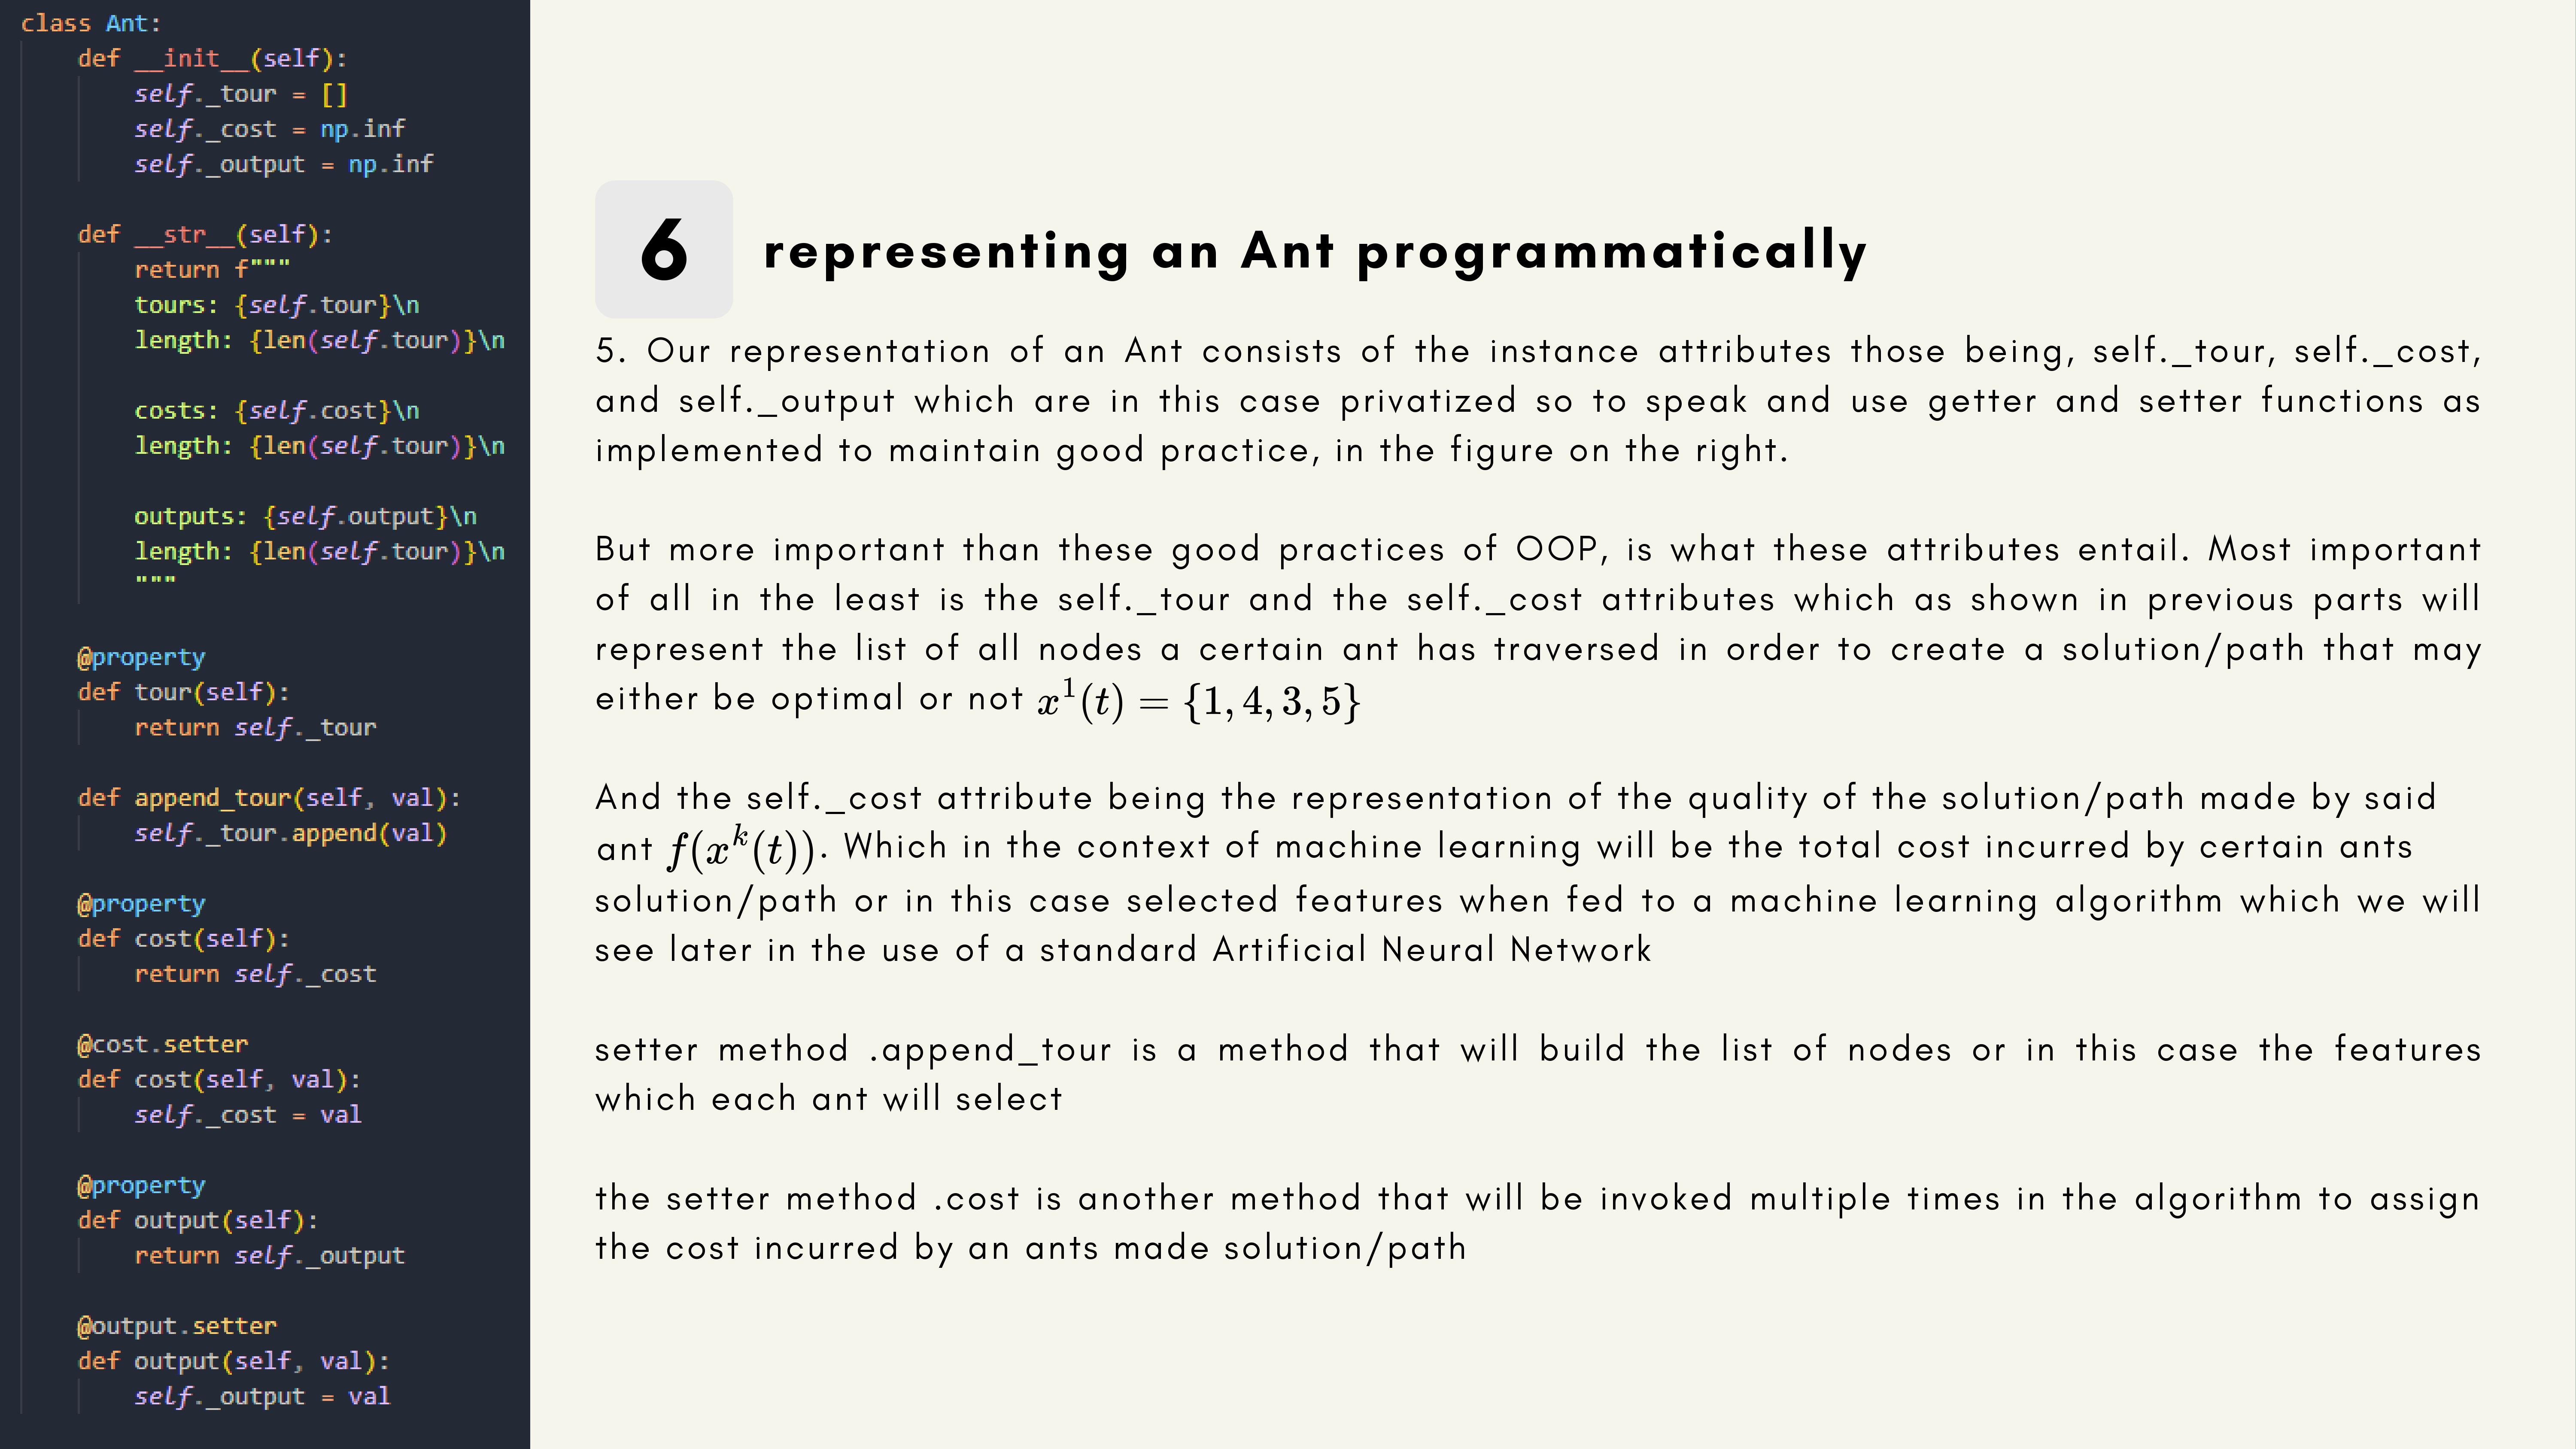 class Ant:
    def __init__(self):
        self._tour = []
        self._cost = np.inf
        self._output = np.inf

    def __str__(self):
        return f"""
        tours: {self.tour}\n
        length: {len(self.tour)}\n

        costs: {self.cost}\n
        length: {len(self.tour)}\n

        outputs: {self.output}\n
        length: {len(self.tour)}\n
        """

    @property
    def tour(self):
        return self._tour

    def append_tour(self, val):
        self._tour.append(val)

    @property
    def cost(self):
        return self._cost

    @cost.setter
    def cost(self, val):
        self._cost = val

    @property
    def output(self):
        return self._output

    @output.setter
    def output(self, val):
        self._output = val

6 representing an Ant programmatically
5. Our representation of an Ant consists of the instance attributes those being, self._tour, self._cost,
and self._output which are in this case privatized so to speak and use getter and setter functions as
implemented to maintain good practice, in the figure on the right.

But more important than these good practices of OOP, is what these attributes entail. Most important
of all in the least is the self._tour and the self._cost attributes which as shown in previous parts will
represent the list of all nodes a certain ant has traversed in order to create a solution/path that may
either be optimal or not x¹(t) = {1, 4, 3, 5}

And the self._cost attribute being the representation of the quality of the solution/path made by said
ant f(xᵏ(t)). Which in the context of machine learning will be the total cost incurred by certain ants
solution/path or in this case selected features when fed to a machine learning algorithm which we will
see later in the use of a standard Artificial Neural Network

setter method .append_tour is a method that will build the list of nodes or in this case the features
which each ant will select

the setter method .cost is another method that will be invoked multiple times in the algorithm to assign
the cost incurred by an ants made solution/path